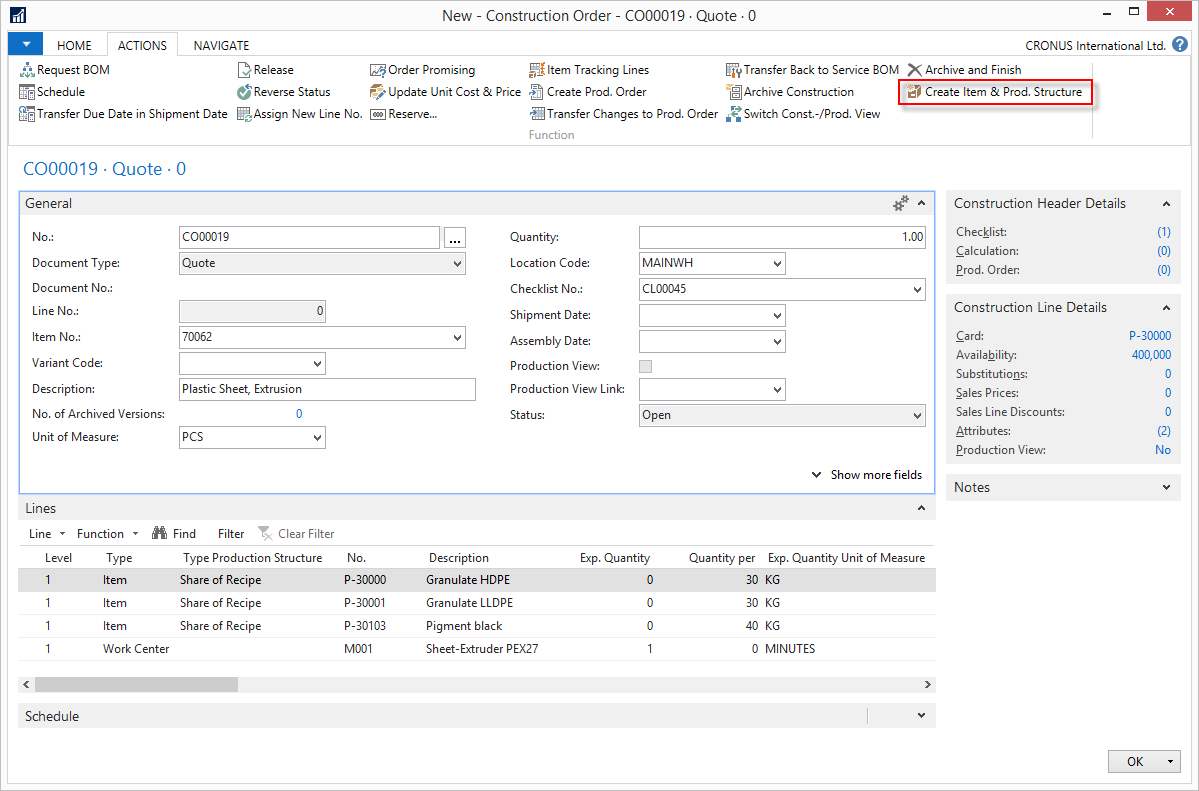 New - Construction Order - CO00019 · Quote · 0
HOME ACTIONS NAVIGATE CRONUS International Ltd.
Request BOM Release Order Promising Item Tracking Lines Transfer Back to Service BOM Archive and Finish
Schedule Reverse Status Update Unit Cost & Price Create Prod. Order Archive Construction Create Item & Prod. Structure
Transfer Due Date in Shipment Date Assign New Line No. Reserve... Transfer Changes to Prod. Order Switch Const.-/Prod. View
Function
CO00019 · Quote · 0
General
No.: CO00019 ...
Document Type: Quote
Document No.:
Line No.: 0
Item No.: 70062
Variant Code:
Description: Plastic Sheet, Extrusion
No. of Archived Versions: 0
Unit of Measure: PCS
Quantity: 1.00
Location Code: MAINWH
Checklist No.: CL00045
Shipment Date:
Assembly Date:
Production View:
Production View Link:
Status: Open
Show more fields
Lines
Line Function Find Filter Clear Filter
Level Type Type Production Structure No. Description Exp. Quantity Quantity per Exp. Quantity Unit of Measure
1 Item Share of Recipe P-30000 Granulate HDPE 0 30 KG
1 Item Share of Recipe P-30001 Granulate LLDPE 0 30 KG
1 Item Share of Recipe P-30103 Pigment black 0 40 KG
1 Work Center M001 Sheet-Extruder PEX27 1 0 MINUTES
Schedule
Construction Header Details
Checklist: (1)
Calculation: (0)
Prod. Order: (0)
Construction Line Details
Card: P-30000
Availability: 400,000
Substitutions: 0
Sales Prices: 0
Sales Line Discounts: 0
Attributes: (2)
Production View: No
Notes
OK